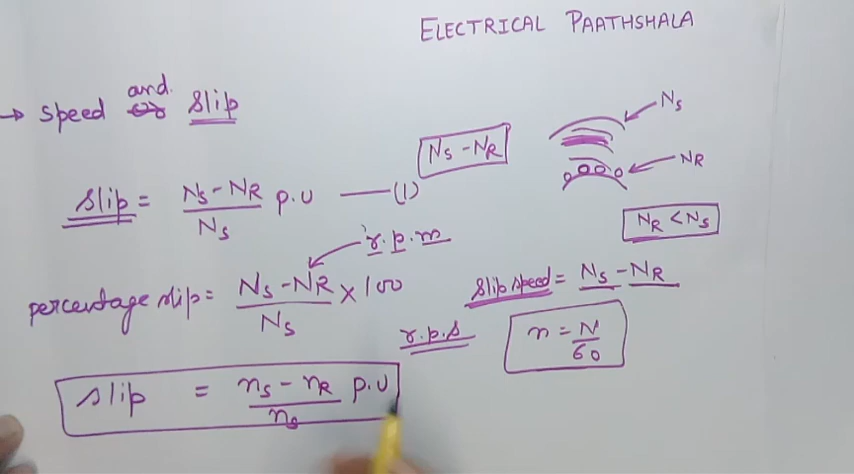 ELECTRICAL PAATHSHALA
→ speed and slip
NS
NS - NR
NR
slip = NS - NR / NS p.u —— (1)
NR < NS
r.p.m
percentage slip = NS - NR / NS × 100
slip speed = NS - NR
r.p.s
n = N / 60
slip = nS - nR / nS p.u